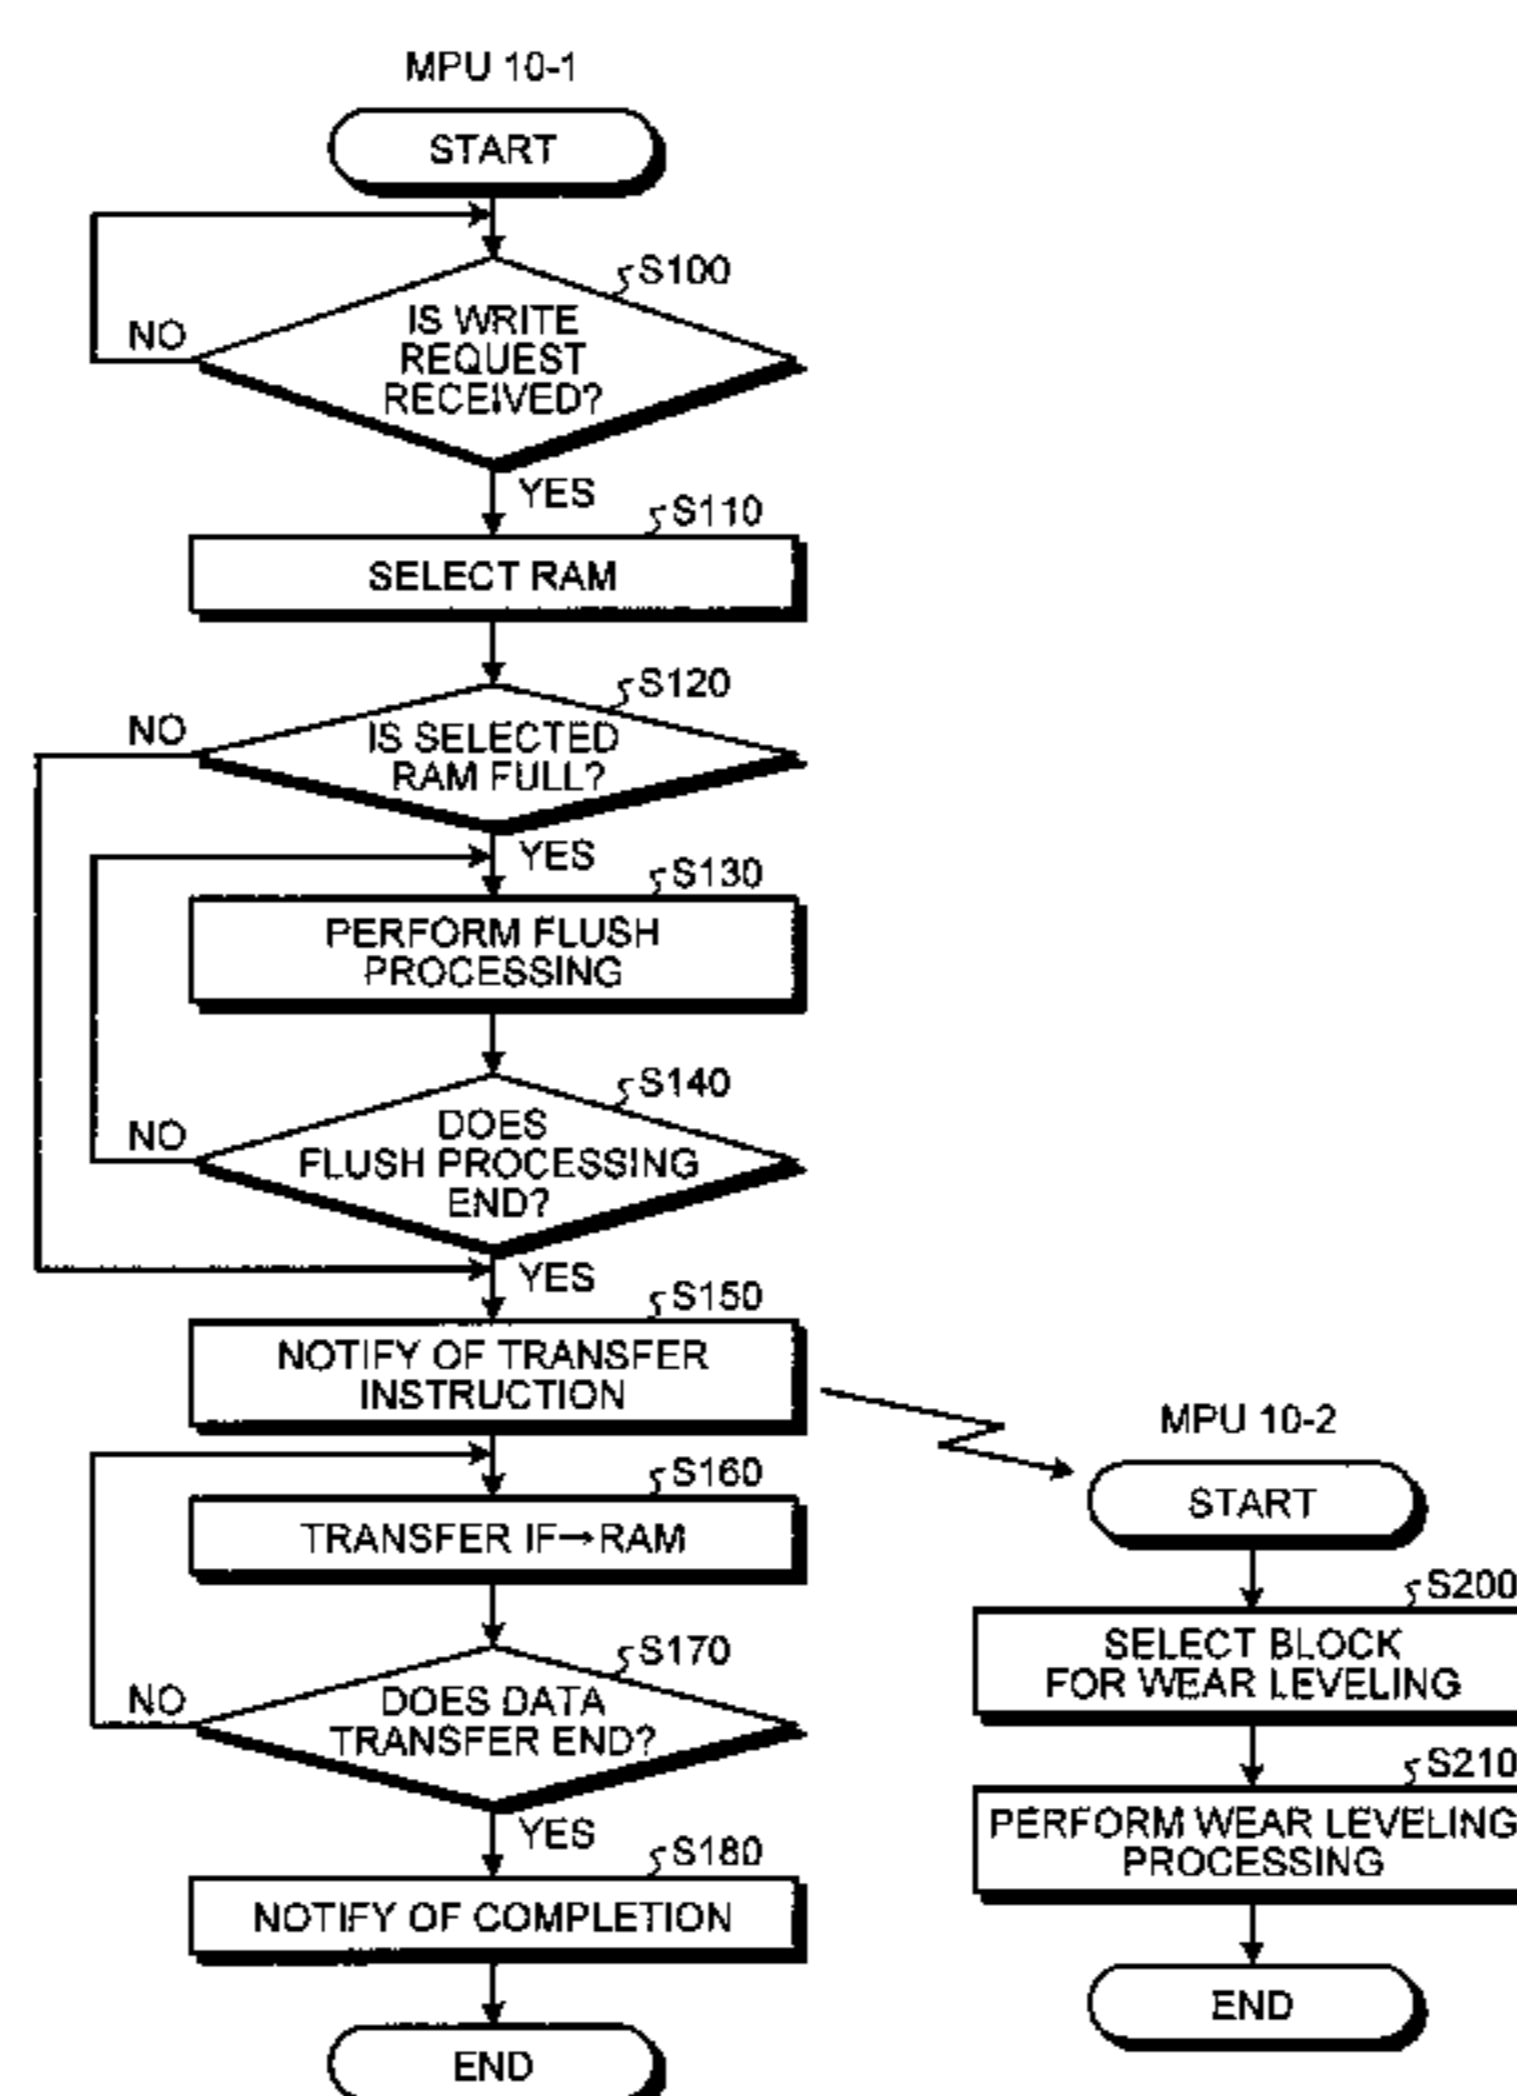 MPU 10-1
START
S100
IS WRITE
REQUEST
RECEIVED?
NO
YES
S110
SELECT RAM
S120
NO
IS SELECTED
RAM FULL?
YES
S130
PERFORM FLUSH
PROCESSING
S140
NO
DOES
FLUSH PROCESSING
END?
YES
S150
NOTIFY OF TRANSFER
INSTRUCTION
S160
TRANSFER IF→RAM
S170
NO
DOES DATA
TRANSFER END?
YES
S180
NOTIFY OF COMPLETION
END
MPU 10-2
START
S200
SELECT BLOCK
FOR WEAR LEVELING
S210
PERFORM WEAR LEVELING
PROCESSING
END